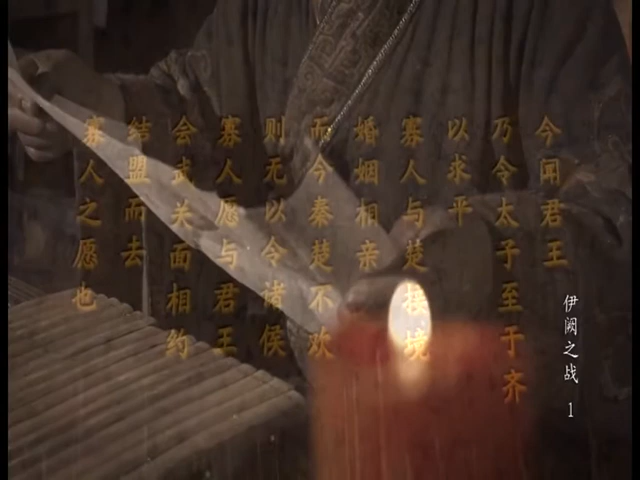 今闻君王
乃令太子至于齐
以求平
寡人与楚接境
婚姻相亲
而今秦楚不欢
则无以令诸侯
寡人愿与君王
会武关面相约
结盟而去
寡人之愿也
伊阙之战 1